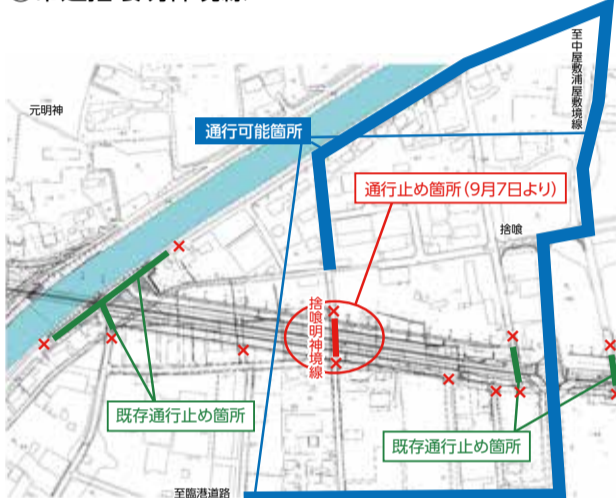 至中屋敷浦屋敷境線
元明神
通行可能箇所
通行止め箇所(9月7日より)
捨喰
捨喰明神境線
既存通行止め箇所
既存通行止め箇所
至臨港道路